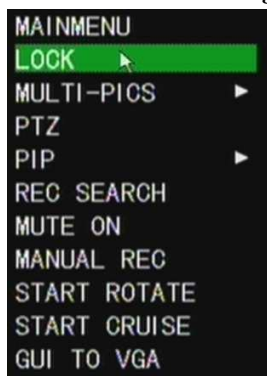 MAINMENU
LOCK
MULTI-PICS
PTZ
PIP
REC SEARCH
MUTE ON
MANUAL REC
START ROTATE
START CRUISE
GUI TO VGA